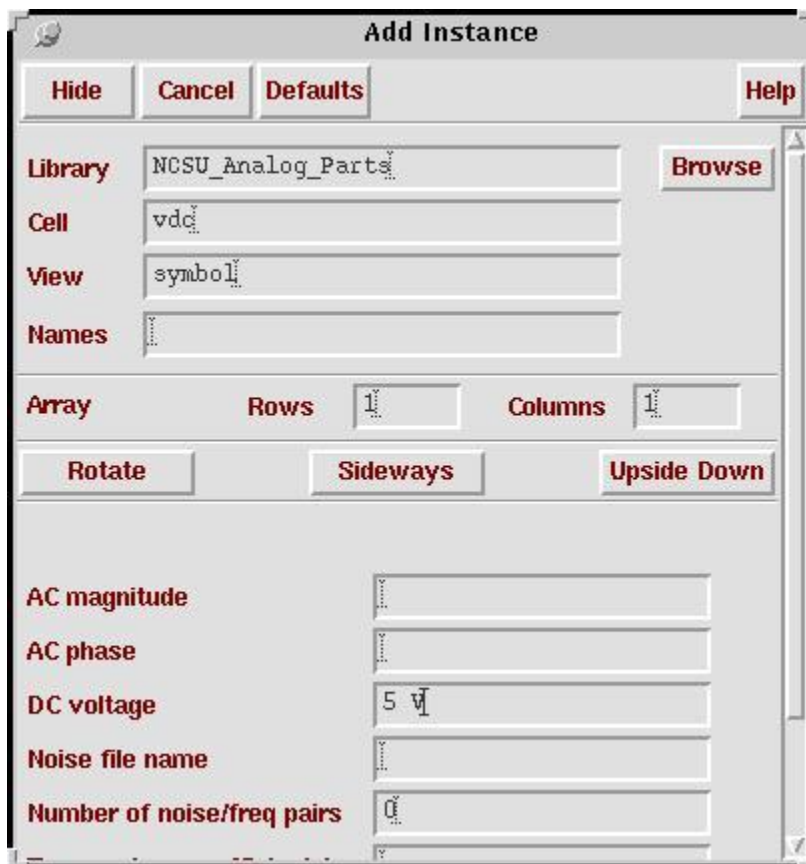 Add Instance
Hide Cancel Defaults Help
Library NCSU_Analog_Parts Browse
Cell vdc
View symbol
Names
Array Rows 1 Columns 1
Rotate Sideways Upside Down
AC magnitude
AC phase
DC voltage 5 V
Noise file name
Number of noise/freq pairs 0